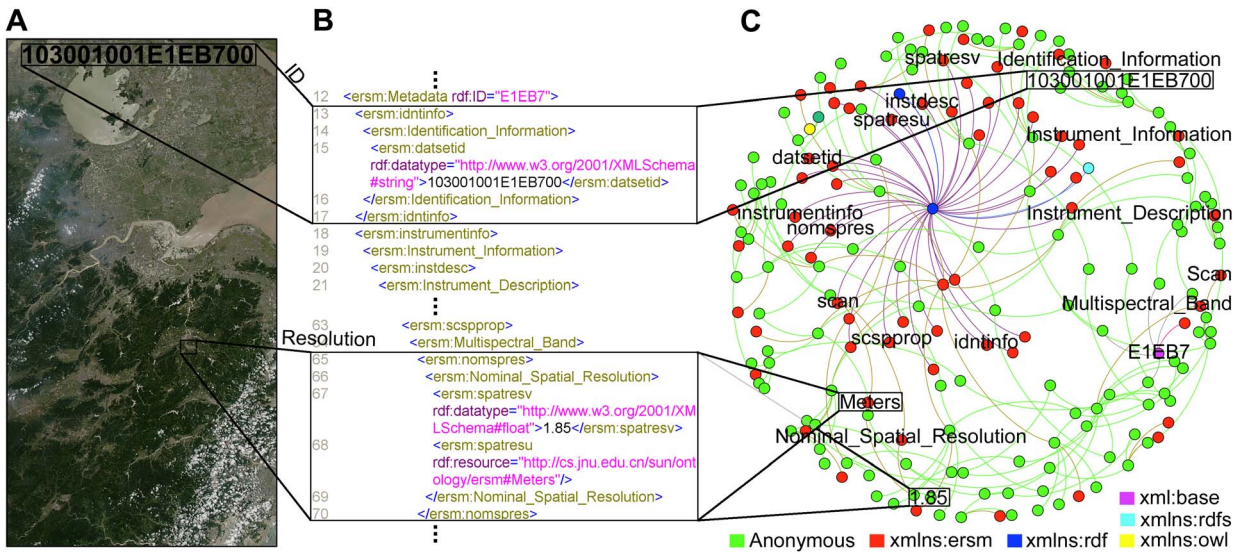 A
B
C
103001001E1EB700
ID
Resolution
12 <ersm:Metadata rdf:ID="E1EB7">
13 <ersm:idntinfo>
14 <ersm:Identification_Information>
15 <ersm:datsetid
rdf:datatype="http://www.w3.org/2001/XMLSchema
#string">103001001E1EB700</ersm:datsetid>
16 </ersm:Identification_Information>
17 </ersm:idntinfo>
18 <ersm:instrumentinfo>
19 <ersm:Instrument_Information>
20 <ersm:instdesc>
21 <ersm:Instrument_Description>
63 <ersm:scspprop>
<ersm:Multispectral_Band>
65 <ersm:nomspres>
66 <ersm:Nominal_Spatial_Resolution>
67 <ersm:spatresv
rdf:datatype="http://www.w3.org/2001/XM
LSchema#float">1.85</ersm:spatresv>
68 <ersm:spatresu
rdf:resource="http://cs.jnu.edu.cn/sun/ont
ology/ersm#Meters"/>
69 </ersm:Nominal_Spatial_Resolution>
70 </ersm:nomspres>
spatresv
Identification_Information
103001001E1EB700
instdesc
spatresu
Instrument_Information
datsetid
instrumentinfo
Instrument_Description
nomspres
Scan
scan
Multispectral_Band
scspprop
idntinfo
E1EB7
Meters
Nominal_Spatial_Resolution
1.85
xml:base
xmlns:rdfs
Anonymous
xmlns:ersm
xmlns:rdf
xmlns:owl